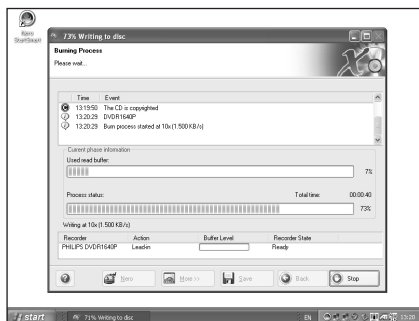 Nero
StartSmart
73% Writing to disc
Burning Process
Please wait...
Time Event
13:19:50 The CD is copyrighted
13:20:29 DVDR1640P
13:20:29 Burn process started at 10x (1.500 KB/s)
Current phase information
Used read buffer:
7%
Process status: Total time: 00:00:40
73%
Writing at 10x (1.500 KB/s)
Recorder Action Buffer Level Recorder State
PHILIPS DVDR1640P Lead-in Ready
Nero More >> Save Back Stop
start 71% Writing to disc EN 13:20